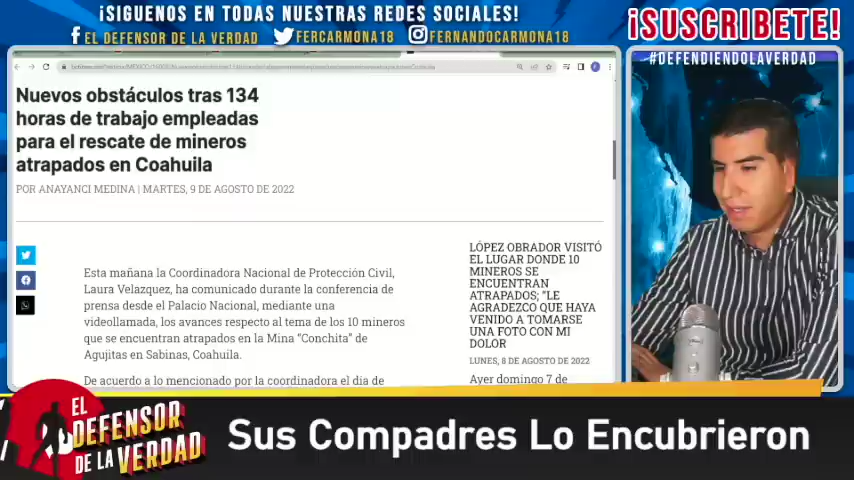 ¡SIGUENOS EN TODAS NUESTRAS REDES SOCIALES!
EL DEFENSOR DE LA VERDAD
FERCARMONA18
FERNANDOCARMONA18
¡SUSCRIBETE!
#DEFENDIENDOLAVERDAD
Nuevos obstáculos tras 134
horas de trabajo empleadas
para el rescate de mineros
atrapados en Coahuila
POR ANAYANCI MEDINA | MARTES, 9 DE AGOSTO DE 2022
Esta mañana la Coordinadora Nacional de Protección Civil,
Laura Velazquez, ha comunicado durante la conferencia de
prensa desde el Palacio Nacional, mediante una
videollamada, los avances respecto al tema de los 10 mineros
que se encuentran atrapados en la Mina "Conchita" de
Agujitas en Sabinas, Coahuila.
De acuerdo a lo mencionado por la coordinadora el día de
LÓPEZ OBRADOR VISITÓ
EL LUGAR DONDE 10
MINEROS SE
ENCUENTRAN
ATRAPADOS; "LE
AGRADEZCO QUE HAYA
VENIDO A TOMARSE
UNA FOTO CON MI
DOLOR
LUNES, 8 DE AGOSTO DE 2022
Ayer domingo 7 de
EL
DEFENSOR
DE LA VERDAD
Sus Compadres Lo Encubrieron